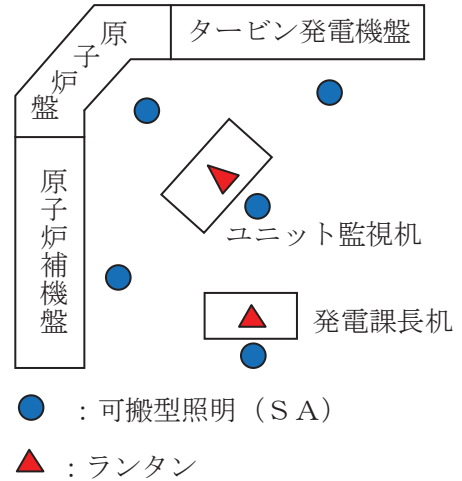 原子炉盤
タービン発電機盤
原子炉補機盤
ユニット監視机
発電課長机
：可搬型照明（ＳＡ）
：ランタン